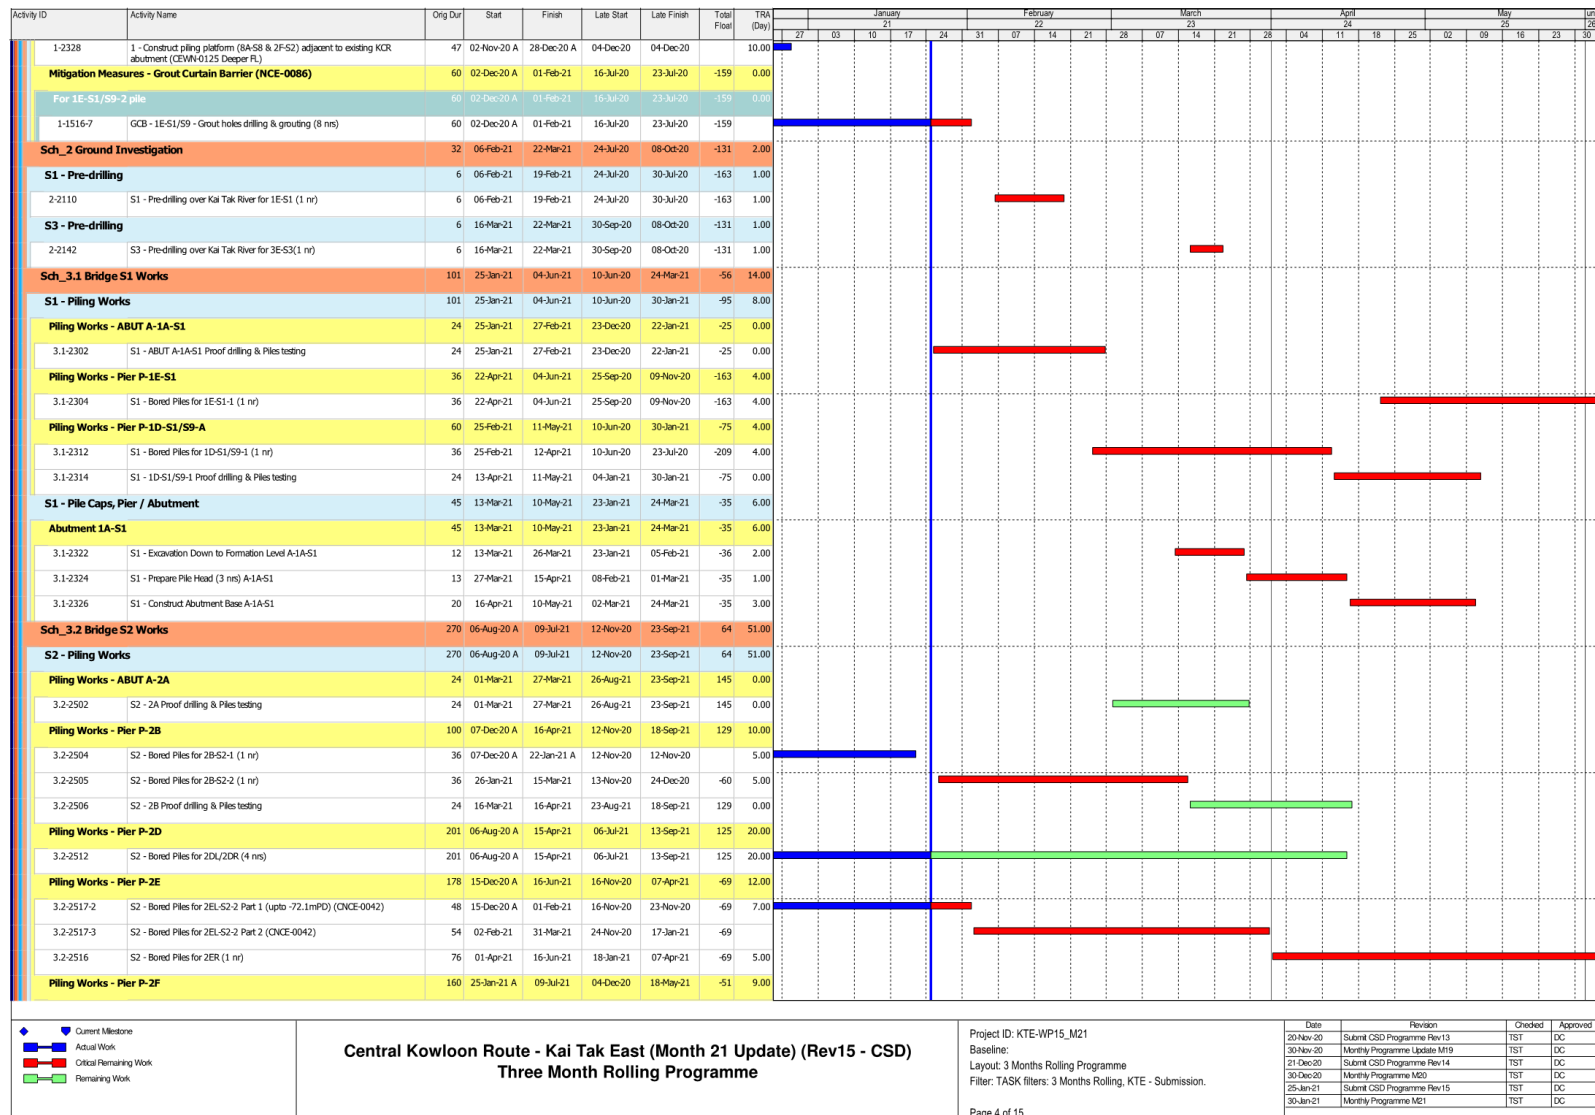 Activity ID Activity Name Orig Dur Start Finish Late Start Late Finish Total Float TRA (Day) January February March April May un
21 22 23 24 25 26
27 03 10 17 24 31 07 14 21 28 07 14 21 28 04 11 18 25 02 09 16 23 30
1-2328 1 - Construct piling platform (8A-S8 & 2F-S2) adjacent to existing KCR 47 02-Nov-20 A 28-Dec-20 A 04-Dec-20 04-Dec-20 10.00
abutment (CEWN-0125 Deeper FL)
Mitigation Measures - Grout Curtain Barrier (NCE-0086) 60 02-Dec-20 A 01-Feb-21 16-Jul-20 23-Jul-20 -159 0.00
For 1E-S1/S9-2 pile 60 02-Dec-20 A 01-Feb-21 16-Jul-20 23-Jul-20 -159 0.00
1-1516-7 GCB - 1E-S1/S9 - Grout holes drilling & grouting (8 nrs) 60 02-Dec-20 A 01-Feb-21 16-Jul-20 23-Jul-20 -159
Sch_2 Ground Investigation 32 06-Feb-21 22-Mar-21 24-Jul-20 08-Oct-20 -131 2.00
S1 - Pre-drilling 6 06-Feb-21 19-Feb-21 24-Jul-20 30-Jul-20 -163 1.00
2-2110 S1 - Pre-drilling over Kai Tak River for 1E-S1 (1 nr) 6 06-Feb-21 19-Feb-21 24-Jul-20 30-Jul-20 -163 1.00
S3 - Pre-drilling 6 16-Mar-21 22-Mar-21 30-Sep-20 08-Oct-20 -131 1.00
2-2142 S3 - Pre-drilling over Kai Tak River for 3E-S3(1 nr) 6 16-Mar-21 22-Mar-21 30-Sep-20 08-Oct-20 -131 1.00
Sch_3.1 Bridge S1 Works 101 25-Jan-21 04-Jun-21 10-Jun-20 24-Mar-21 -56 14.00
S1 - Piling Works 101 25-Jan-21 04-Jun-21 10-Jun-20 30-Jan-21 -95 8.00
Piling Works - ABUT A-1A-S1 24 25-Jan-21 27-Feb-21 23-Dec-20 22-Jan-21 -25 0.00
3.1-2302 S1 - ABUT A-1A-S1 Proof drilling & Piles testing 24 25-Jan-21 27-Feb-21 23-Dec-20 22-Jan-21 -25 0.00
Piling Works - Pier P-1E-S1 36 22-Apr-21 04-Jun-21 25-Sep-20 09-Nov-20 -163 4.00
3.1-2304 S1 - Bored Piles for 1E-S1-1 (1 nr) 36 22-Apr-21 04-Jun-21 25-Sep-20 09-Nov-20 -163 4.00
Piling Works - Pier P-1D-S1/S9-A 60 25-Feb-21 11-May-21 10-Jun-20 30-Jan-21 -75 4.00
3.1-2312 S1 - Bored Piles for 1D-S1/S9-1 (1 nr) 36 25-Feb-21 12-Apr-21 10-Jun-20 23-Jul-20 -209 4.00
3.1-2314 S1 - 1D-S1/S9-1 Proof drilling & Piles testing 24 13-Apr-21 11-May-21 04-Jan-21 30-Jan-21 -75 0.00
S1 - Pile Caps, Pier / Abutment 45 13-Mar-21 10-May-21 23-Jan-21 24-Mar-21 -35 6.00
Abutment 1A-S1 45 13-Mar-21 10-May-21 23-Jan-21 24-Mar-21 -35 6.00
3.1-2322 S1 - Excavation Down to Formation Level A-1A-S1 12 13-Mar-21 26-Mar-21 23-Jan-21 05-Feb-21 -36 2.00
3.1-2324 S1 - Prepare Pile Head (3 nrs) A-1A-S1 13 27-Mar-21 15-Apr-21 08-Feb-21 01-Mar-21 -35 1.00
3.1-2326 S1 - Construct Abutment Base A-1A-S1 20 16-Apr-21 10-May-21 02-Mar-21 24-Mar-21 -35 3.00
Sch_3.2 Bridge S2 Works 270 06-Aug-20 A 09-Jul-21 12-Nov-20 23-Sep-21 64 51.00
S2 - Piling Works 270 06-Aug-20 A 09-Jul-21 12-Nov-20 23-Sep-21 64 51.00
Piling Works - ABUT A-2A 24 01-Mar-21 27-Mar-21 26-Aug-21 23-Sep-21 145 0.00
3.2-2502 S2 - 2A Proof drilling & Piles testing 24 01-Mar-21 27-Mar-21 26-Aug-21 23-Sep-21 145 0.00
Piling Works - Pier P-2B 100 07-Dec-20 A 16-Apr-21 12-Nov-20 18-Sep-21 129 10.00
3.2-2504 S2 - Bored Piles for 2B-S2-1 (1 nr) 36 07-Dec-20 A 22-Jan-21 A 12-Nov-20 12-Nov-20 5.00
3.2-2505 S2 - Bored Piles for 2B-S2-2 (1 nr) 36 26-Jan-21 15-Mar-21 13-Nov-20 24-Dec-20 -60 5.00
3.2-2506 S2 - 2B Proof drilling & Piles testing 24 16-Mar-21 16-Apr-21 23-Aug-21 18-Sep-21 129 0.00
Piling Works - Pier P-2D 201 06-Aug-20 A 15-Apr-21 06-Jul-21 13-Sep-21 125 20.00
3.2-2512 S2 - Bored Piles for 2DL/2DR (4 nrs) 201 06-Aug-20 A 15-Apr-21 06-Jul-21 13-Sep-21 125 20.00
Piling Works - Pier P-2E 178 15-Dec-20 A 16-Jun-21 16-Nov-20 07-Apr-21 -69 12.00
3.2-2517-2 S2 - Bored Piles for 2EL-S2-2 Part 1 (upto -72.1mPD) (CNCE-0042) 48 15-Dec-20 A 01-Feb-21 16-Nov-20 23-Nov-20 -69 7.00
3.2-2517-3 S2 - Bored Piles for 2EL-S2-2 Part 2 (CNCE-0042) 54 02-Feb-21 31-Mar-21 24-Nov-20 17-Jan-21 -69
3.2-2516 S2 - Bored Piles for 2ER (1 nr) 76 01-Apr-21 16-Jun-21 18-Jan-21 07-Apr-21 -69 5.00
Piling Works - Pier P-2F 160 25-Jan-21 A 09-Jul-21 04-Dec-20 18-May-21 -51 9.00
Current Milestone
Actual Work
Critical Remaining Work
Remaining Work
Central Kowloon Route - Kai Tak East (Month 21 Update) (Rev15 - CSD)
Three Month Rolling Programme
Project ID: KTE-WP15_M21
Baseline:
Layout: 3 Months Rolling Programme
Filter: TASK filters: 3 Months Rolling, KTE - Submission.
Page 4 of 15
Date Revision Checked Approved
20-Nov-20 Submit CSD Programme Rev13 TST DC
30-Nov-20 Monthly Programme Update M19 TST DC
21-Dec-20 Submit CSD Programme Rev14 TST DC
30-Dec-20 Monthly Programme M20 TST DC
25-Jan-21 Submit CSD Programme Rev15 TST DC
30-Jan-21 Monthly Programme M21 TST DC